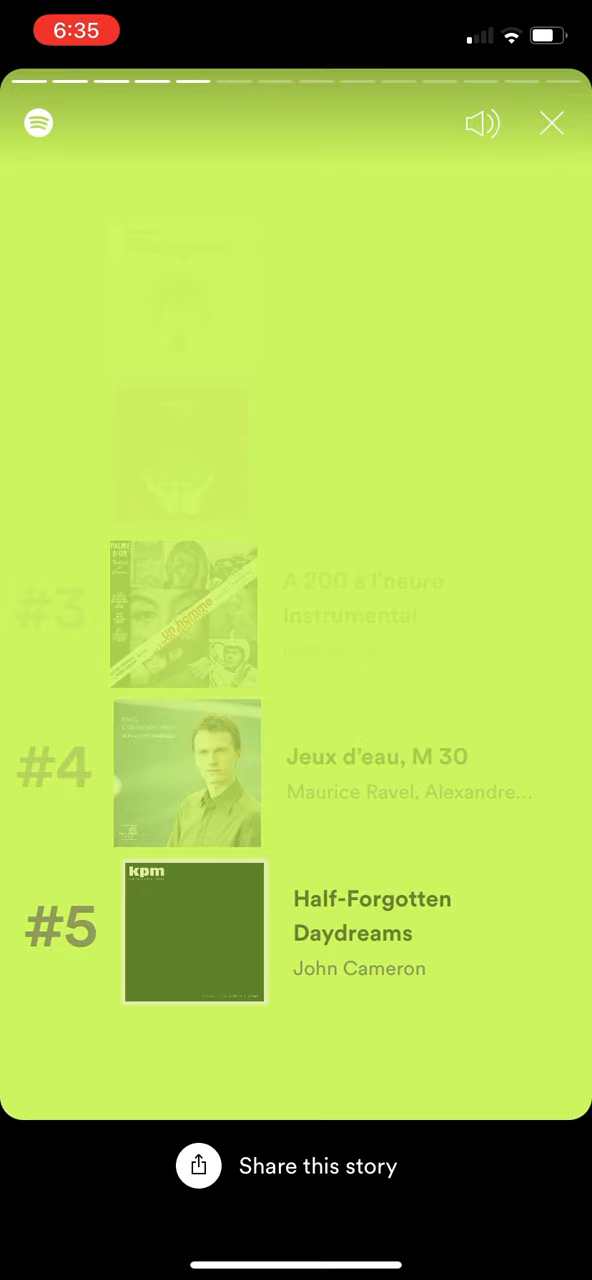 6:35
#3
A 200 à l'heure
Instrumental
PALME
D'OR
un homme
#4
Jeux d'eau, M 30
Maurice Ravel, Alexandre...
#5
kpm
Half-Forgotten
Daydreams
John Cameron
Share this story